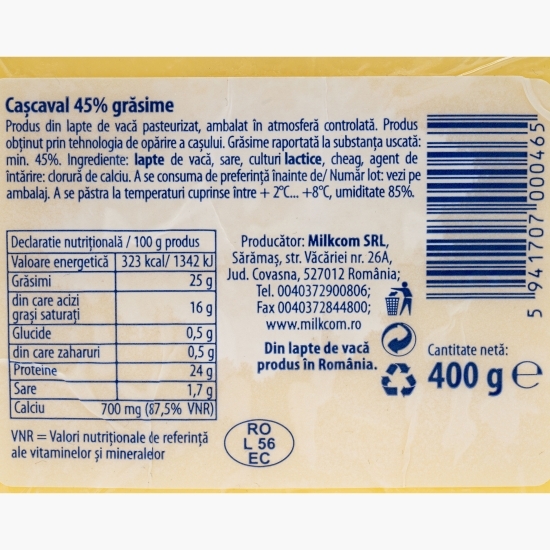 Cașcaval 45% grăsime
Produs din lapte de vacă pasteurizat, ambalat în atmosferă controlată. Produs
obținut prin tehnologia de opărire a cașului. Grăsime raportată la substanța uscată:
min. 45%. Ingrediente: lapte de vacă, sare, culturi lactice, cheag, agent de
întărire: clorură de calciu. A se consuma de preferință înainte de/ Număr lot: vezi pe
ambalaj. A se păstra la temperaturi cuprinse între + 2°C... +8°C, umiditate 85%.
Declaratie nutrițională / 100 g produs
Valoare energetică 323 kcal/ 1342 kJ
Grăsimi 25 g
din care acizi
grași saturați 16 g
Glucide 0,5 g
din care zaharuri 0,5 g
Proteine 24 g
Sare 1,7 g
Calciu 700 mg (87,5% VNR)
VNR = Valori nutriționale de referință
ale vitaminelor și mineralelor
Producător: Milkcom SRL,
Sărămaș, str. Văcăriei nr. 26A,
Jud. Covasna, 527012 România;
Tel. 0040372900806;
Fax 0040372844800;
www.milkcom.ro
Din lapte de vacă
produs în România.
RO
L 56
EC
5 941707 000465
Cantitate netă:
400 g ℮